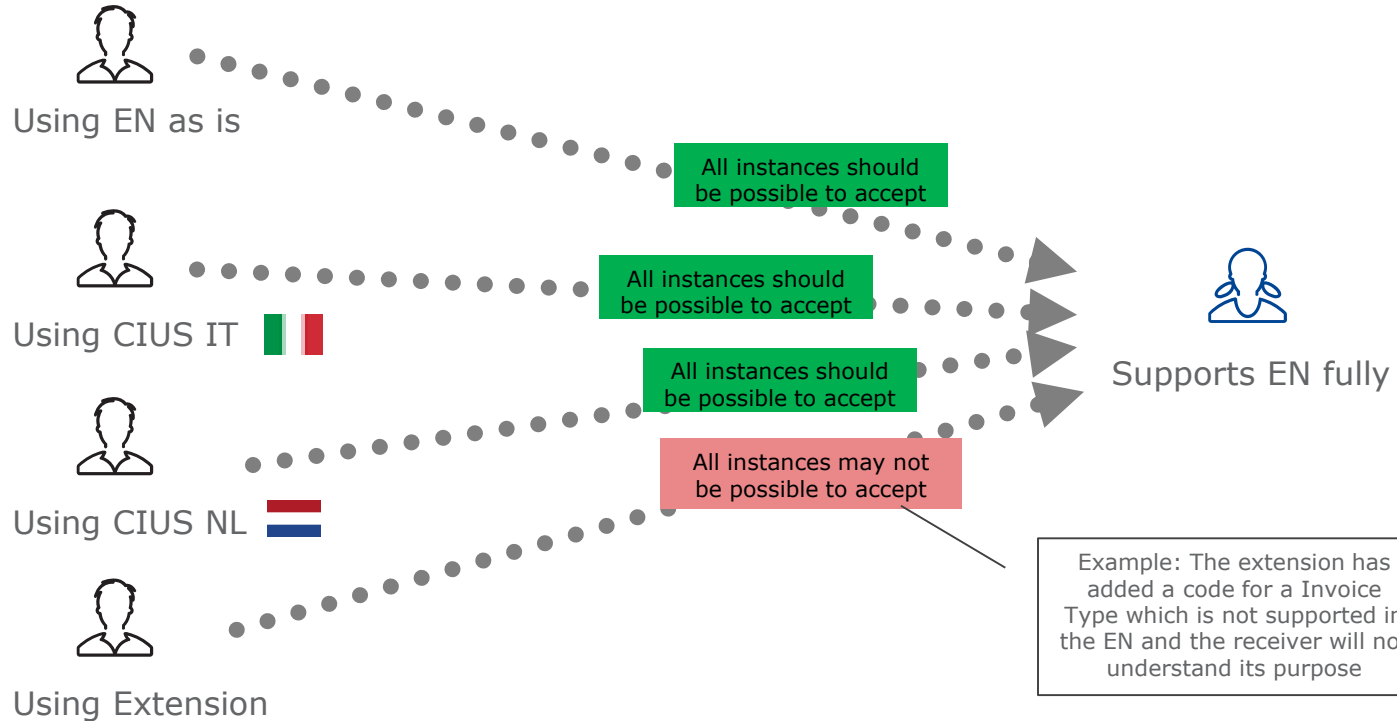 Using EN as is
All instances should
be possible to accept
All instances should
be possible to accept
Using CIUS IT
All instances should
be possible to accept
Supports EN fully
All instances may not
be possible to accept
Using CIUS NL
Example: The extension has
added a code for a Invoice
Type which is not supported in
the EN and the receiver will no
understand its purpose
Using Extension